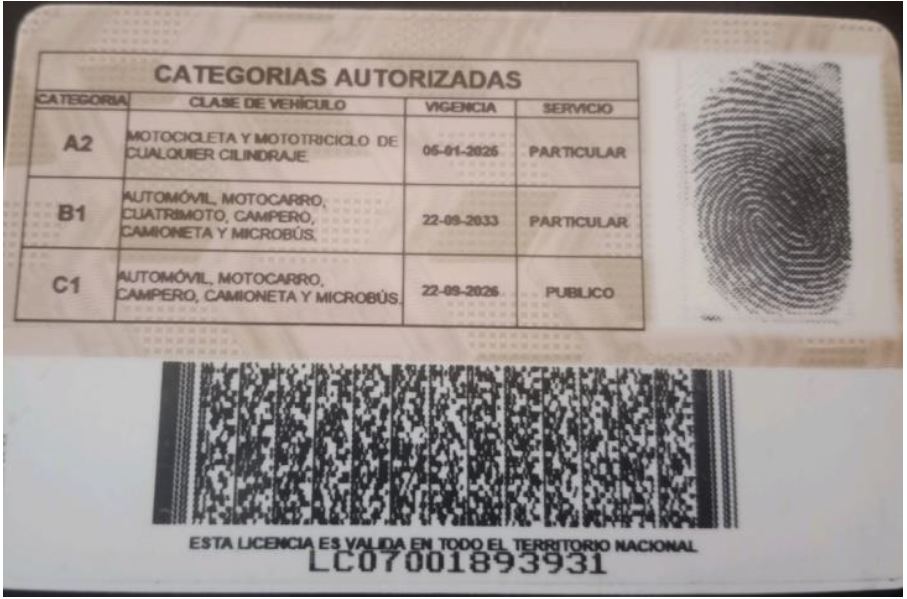 CATEGORIAS AUTORIZADAS
CATEGORIA CLASE DE VEHÍCULO VIGENCIA SERVICIO
A2 MOTOCICLETA Y MOTOTRICICLO DE CUALQUIER CILINDRAJE 05-01-2025 PARTICULAR
B1 AUTOMÓVIL, MOTOCARRO, CUATRIMOTO, CAMPERO, CAMIONETA Y MICROBÚS. 22-09-2033 PARTICULAR
C1 AUTOMÓVIL, MOTOCARRO, CAMPERO, CAMIONETA Y MICROBÚS. 22-09-2026 PUBLICO
ESTA LICENCIA ES VALIDA EN TODO EL TERRITORIO NACIONAL
LC07001893931